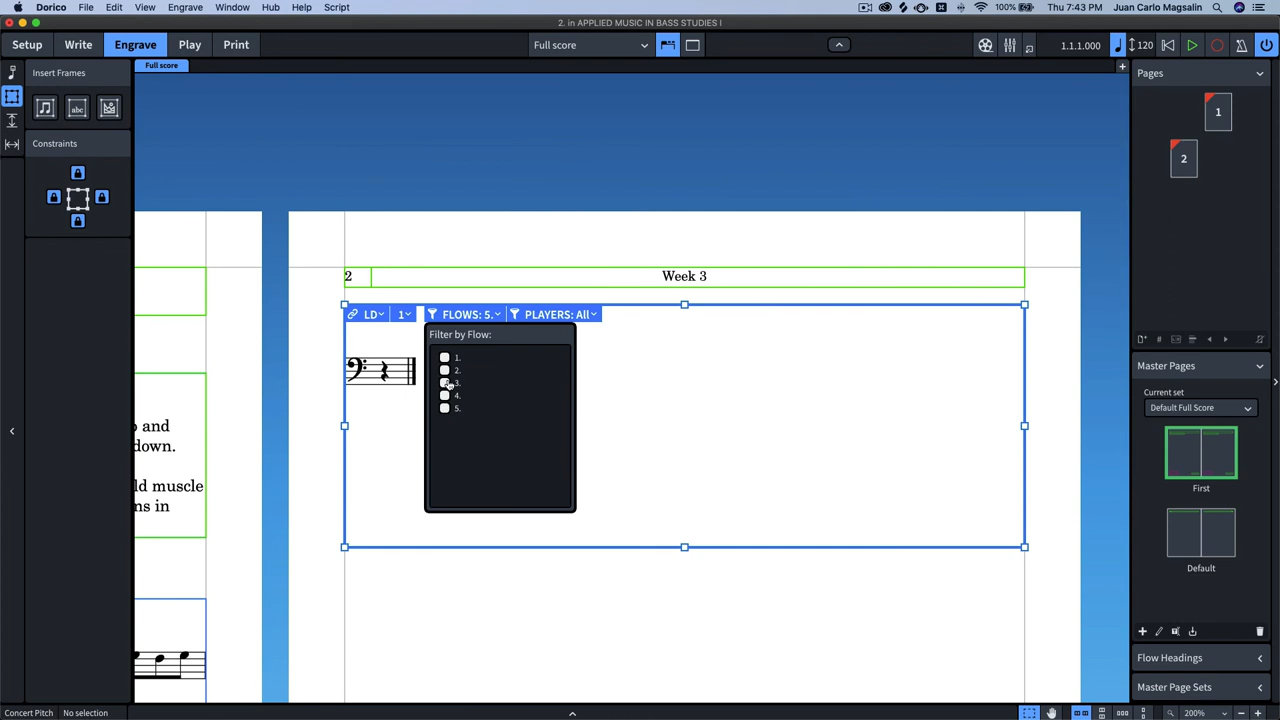 Dorico File Edit View Engrave Window Hub Help Script 100% Thu 7:43 PM Juan Carlo Magsalin
2. in APPLIED MUSIC IN BASS STUDIES I
Setup Write Engrave Play Print Full score 1.1.1.000 120
Full score
Insert Frames
abc
Constraints
Pages
1
2
2 Week 3
LD 1 FLOWS: 5. PLAYERS: All
Filter by Flow:
1.
2.
3.
4.
5.
o and
down.
ld muscle
ns in
Master Pages
Current set
Default Full Score
First
Default
Flow Headings
Master Page Sets
Concert Pitch No selection 200%